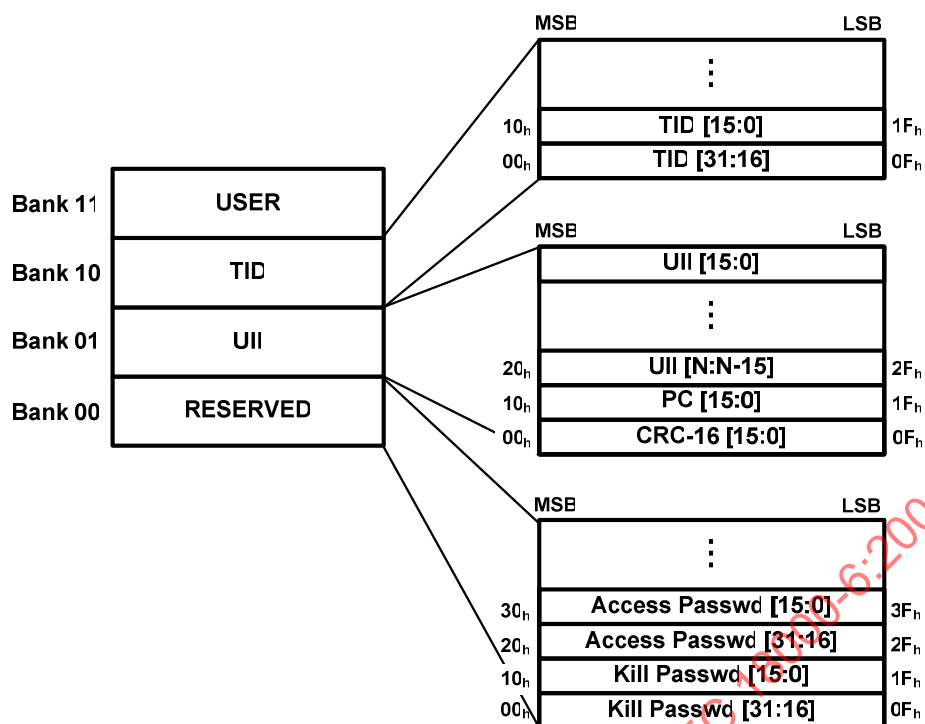 MSB LSB
⋮
10h TID [15:0] 1Fh
00h TID [31:16] 0Fh
Bank 11 USER
Bank 10 TID
Bank 01 UII
Bank 00 RESERVED
MSB LSB
UII [15:0]
⋮
20h UII [N:N-15] 2Fh
10h PC [15:0] 1Fh
00h CRC-16 [15:0] 0Fh
MSB LSB
⋮
30h Access Passwd [15:0] 3Fh
20h Access Passwd [31:16] 2Fh
10h Kill Passwd [15:0] 1Fh
00h Kill Passwd [31:16] 0Fh
18000-6:200